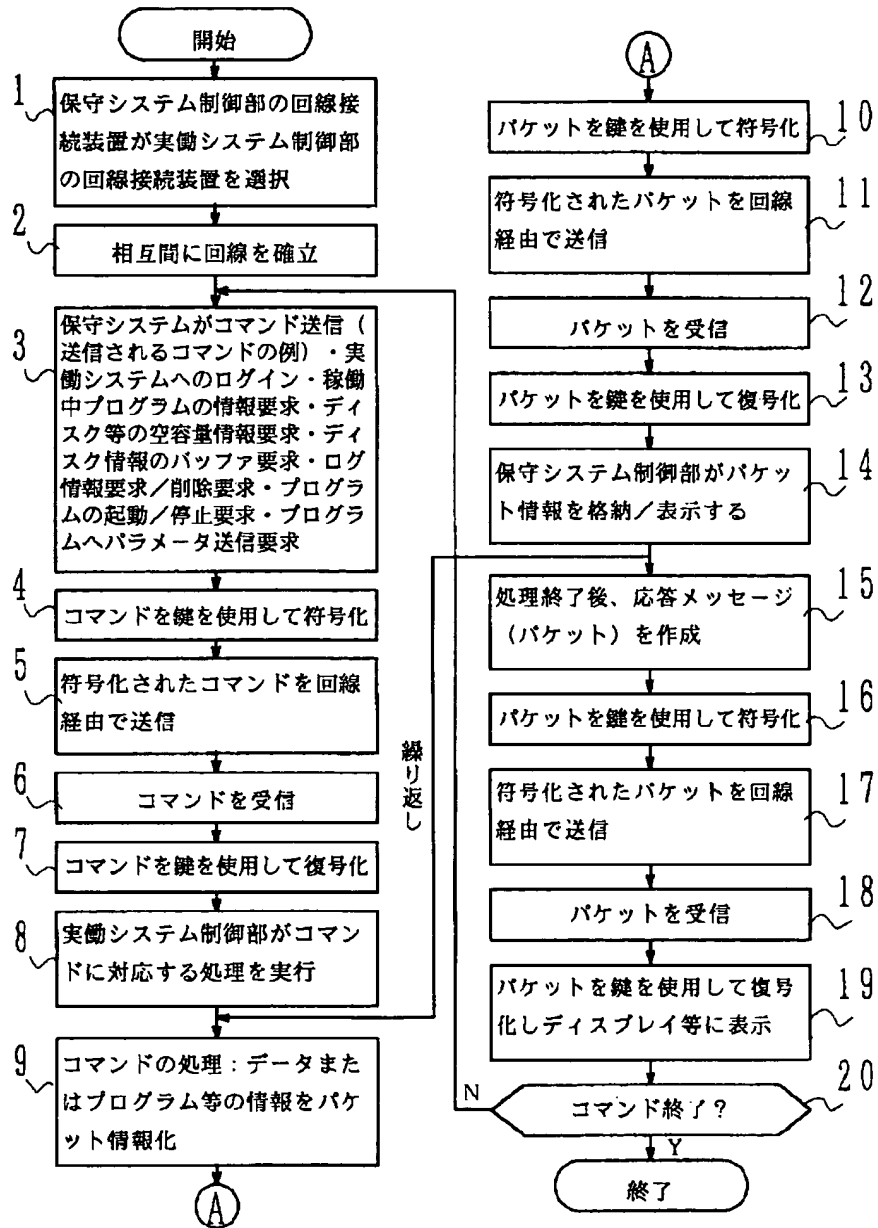 開始
1
保守システム制御部の回線接
続装置が実働システム制御部
の回線接続装置を選択
2
相互間に回線を確立
3
保守システムがコマンド送信（
送信されるコマンドの例）・実
働システムへのログイン・稼働
中プログラムの情報要求・ディ
スク等の空容量情報要求・ディ
スク情報のバッファ要求・ログ
情報要求／削除要求・プログラ
ムの起動／停止要求・プログラ
ムへパラメータ送信要求
4
コマンドを鍵を使用して符号化
5
符号化されたコマンドを回線
経由で送信
6
コマンドを受信
7
コマンドを鍵を使用して復号化
8
実働システム制御部がコマン
ドに対応する処理を実行
9
コマンドの処理：データまた
はプログラム等の情報をパケ
ット情報化
A
繰り返し
A
パケットを鍵を使用して符号化
10
符号化されたパケットを回線
経由で送信
11
パケットを受信
12
パケットを鍵を使用して復号化
13
保守システム制御部がパケッ
ト情報を格納／表示する
14
処理終了後、応答メッセージ
（パケット）を作成
15
パケットを鍵を使用して符号化
16
符号化されたパケットを回線
経由で送信
17
パケットを受信
18
パケットを鍵を使用して復号
化しディスプレイ等に表示
19
コマンド終了？
20
N
Y
終了